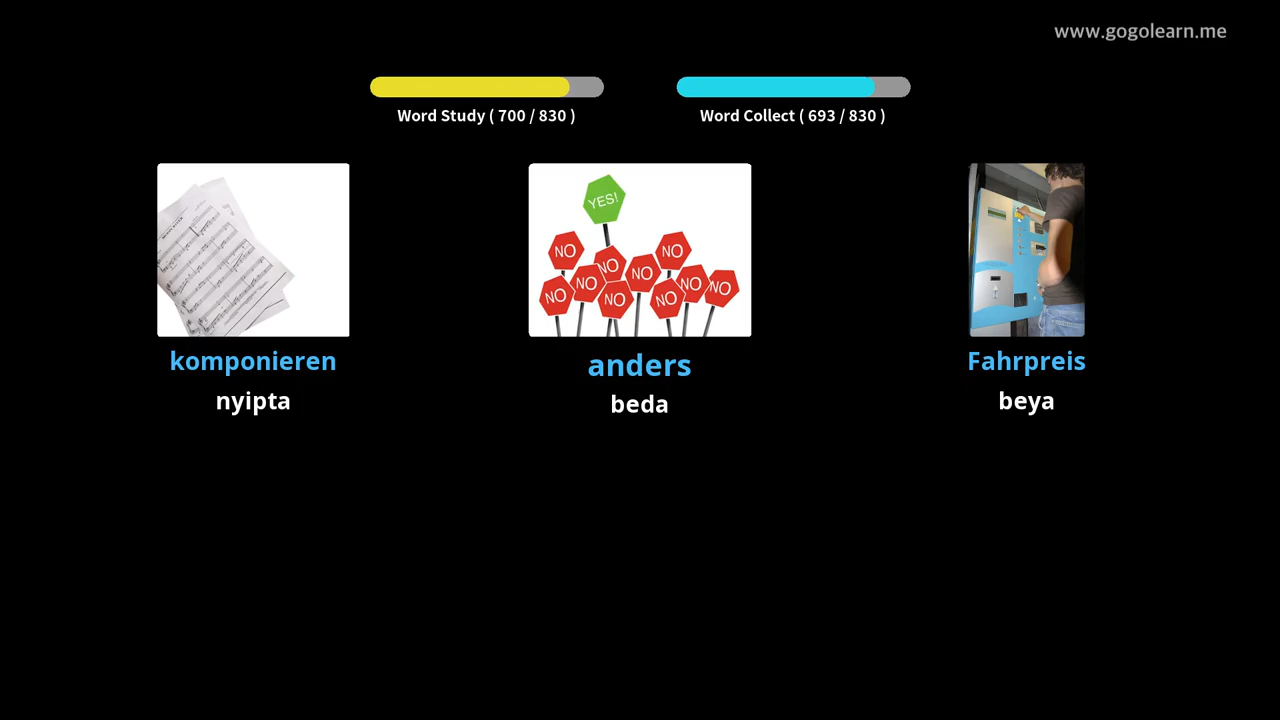 www.gogolearn.me
Word Study ( 700 / 830 )
Word Collect ( 693 / 830 )
YES!
NO
NO
NO
NO
NO
NO
NO
NO
NO
NO
komponieren
anders
Fahrpreis
nyipta
beda
beya